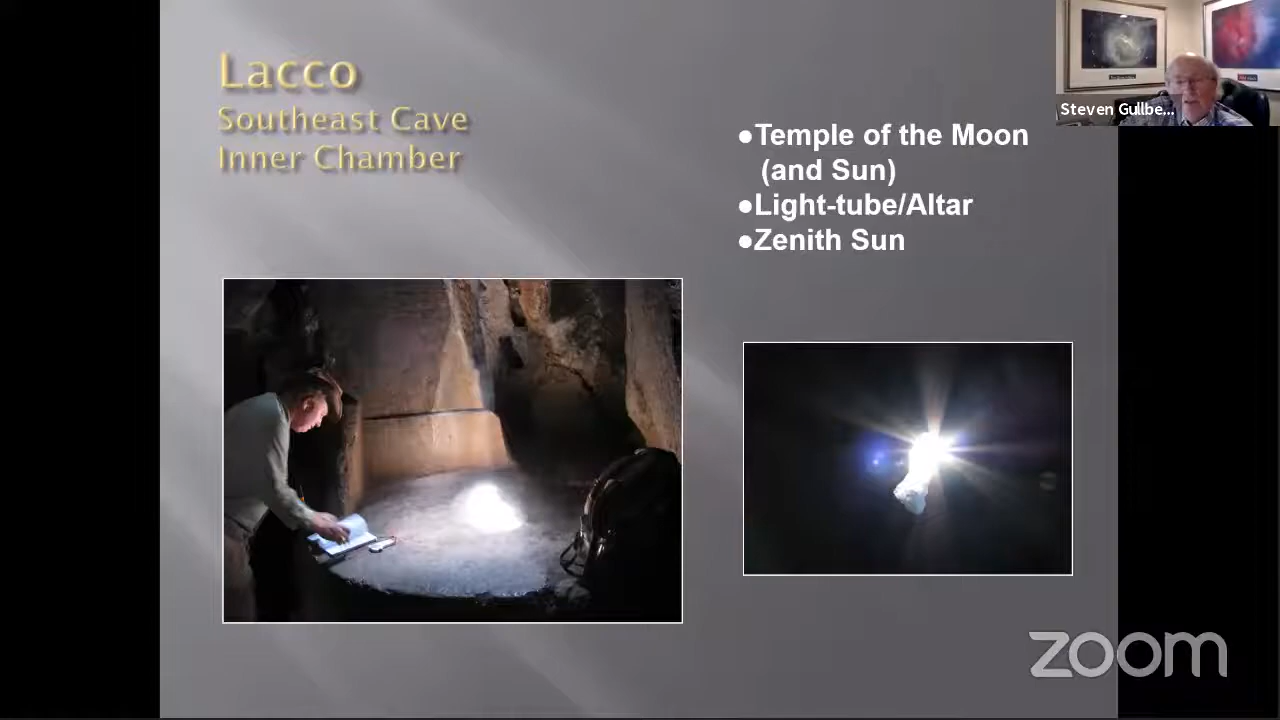 Lacco
Southeast Cave
Inner Chamber
●Temple of the Moon
(and Sun)
●Light-tube/Altar
●Zenith Sun
Steven Gullbe...
zoom